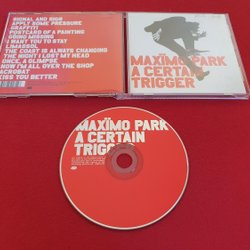 SIGNAL AND SIGN
APPLY SOME PRESSURE
GRAFFITI
POSTCARD OF A PAINTING
GOING MISSING
I WANT YOU TO STAY
LIMASSOL
THE COAST IS ALWAYS CHANGING
THE NIGHT I LOST MY HEAD
ONCE, A GLIMPSE
NOW I'M ALL OVER THE SHOP
ACROBAT
KISS YOU BETTER
MAXÏMO PARK
A CERTAIN
TRIGGER
MAXÏMO PARK
A CERTAIN
TRIGGER